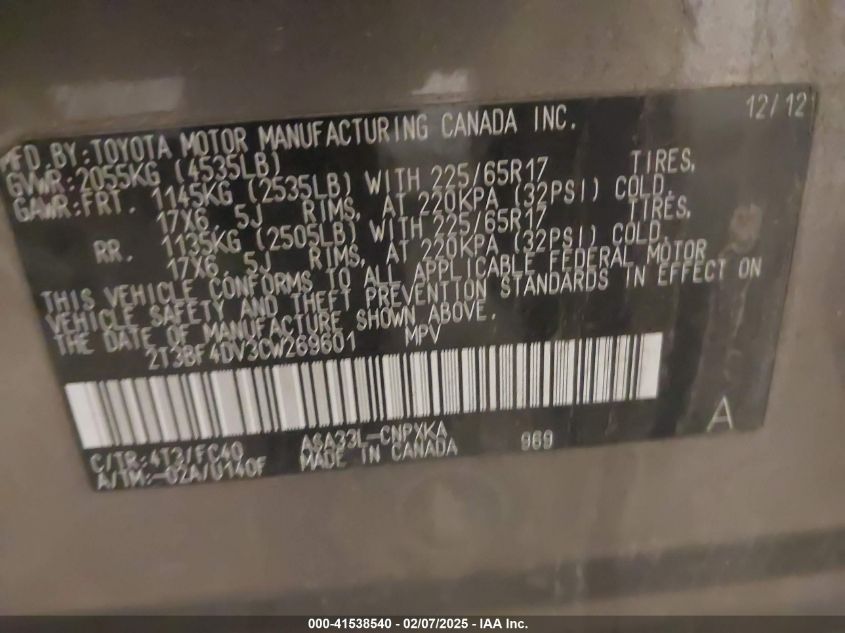 12/12
MFD. BY: TOYOTA MOTOR MANUFACTURING CANADA INC.
GVWR: 2055KG (4535LB)
GAWR: FRT. 1145KG (2535LB) WITH 225/65R17 TIRES,
17X6.5J RIMS, AT 220KPA (32PSI) COLD.
RR. 1135KG (2505LB) WITH 225/65R17 TIRES,
17X6.5J RIMS, AT 220KPA (32PSI) COLD.
THIS VEHICLE CONFORMS TO ALL APPLICABLE FEDERAL MOTOR
VEHICLE SAFETY AND THEFT PREVENTION STANDARDS IN EFFECT ON
THE DATE OF MANUFACTURE SHOWN ABOVE.
2T3BF4DV3CW269601 MPV
C/TR: 4T3/FC40 ASA33L-CNPXKA 969 A
A/TM: -02A/U140F MADE IN CANADA
000-41538540 - 02/07/2025 - IAA Inc.